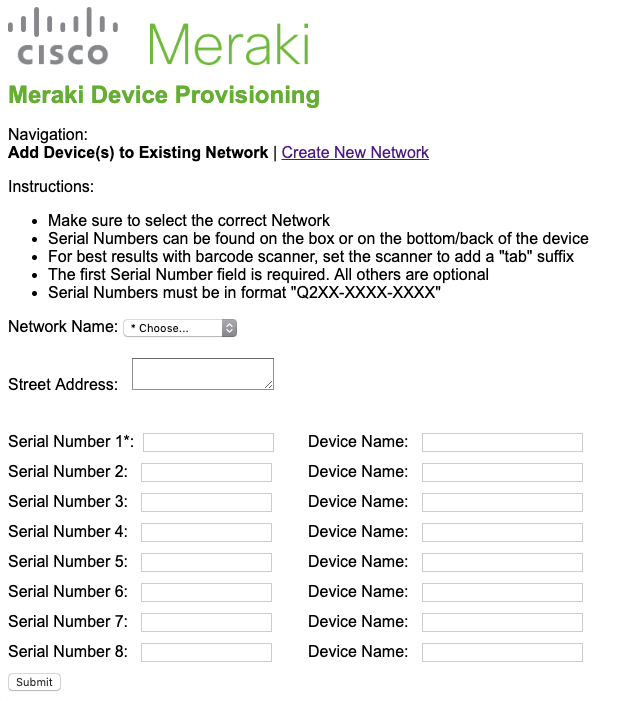 CISCO Meraki
Meraki Device Provisioning
Navigation:
Add Device(s) to Existing Network | Create New Network
Instructions:
• Make sure to select the correct Network
• Serial Numbers can be found on the box or on the bottom/back of the device
• For best results with barcode scanner, set the scanner to add a "tab" suffix
• The first Serial Number field is required. All others are optional
• Serial Numbers must be in format "Q2XX-XXXX-XXXX"
Network Name: * Choose...
Street Address:
Serial Number 1*: Device Name:
Serial Number 2: Device Name:
Serial Number 3: Device Name:
Serial Number 4: Device Name:
Serial Number 5: Device Name:
Serial Number 6: Device Name:
Serial Number 7: Device Name:
Serial Number 8: Device Name:
Submit